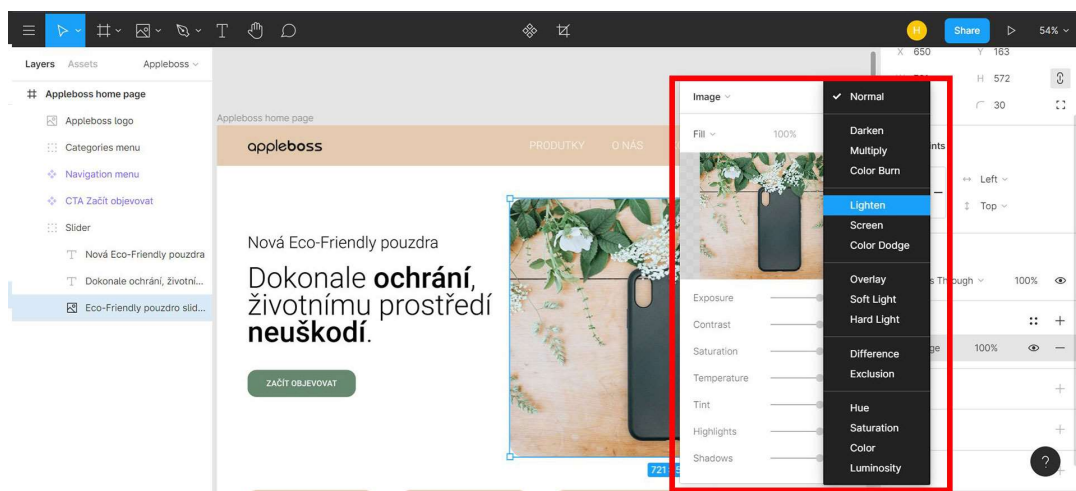 T
H
Share
54%
Layers
Assets
Appleboss
Appleboss home page
Appleboss logo
Categories menu
Navigation menu
CTA Začít objevovat
Slider
T Nová Eco-Friendly pouzdra
T Dokonale ochrání, životní...
Eco-Friendly pouzdro slid...
Appleboss home page
appleboss
PRODUTKY
O NÁS
Nová Eco-Friendly pouzdra
Dokonale ochrání,
životnímu prostředí
neuškodí.
ZAČÍT OBJEVOVAT
721
Image
Fill
100%
Exposure
Contrast
Saturation
Temperature
Tint
Highlights
Shadows
Normal
Darken
Multiply
Color Burn
Lighten
Screen
Color Dodge
Overlay
Soft Light
Hard Light
Difference
Exclusion
Hue
Saturation
Color
Luminosity
X 650
Y 163
H 572
30
Left
Top
Through
100%
100%
?